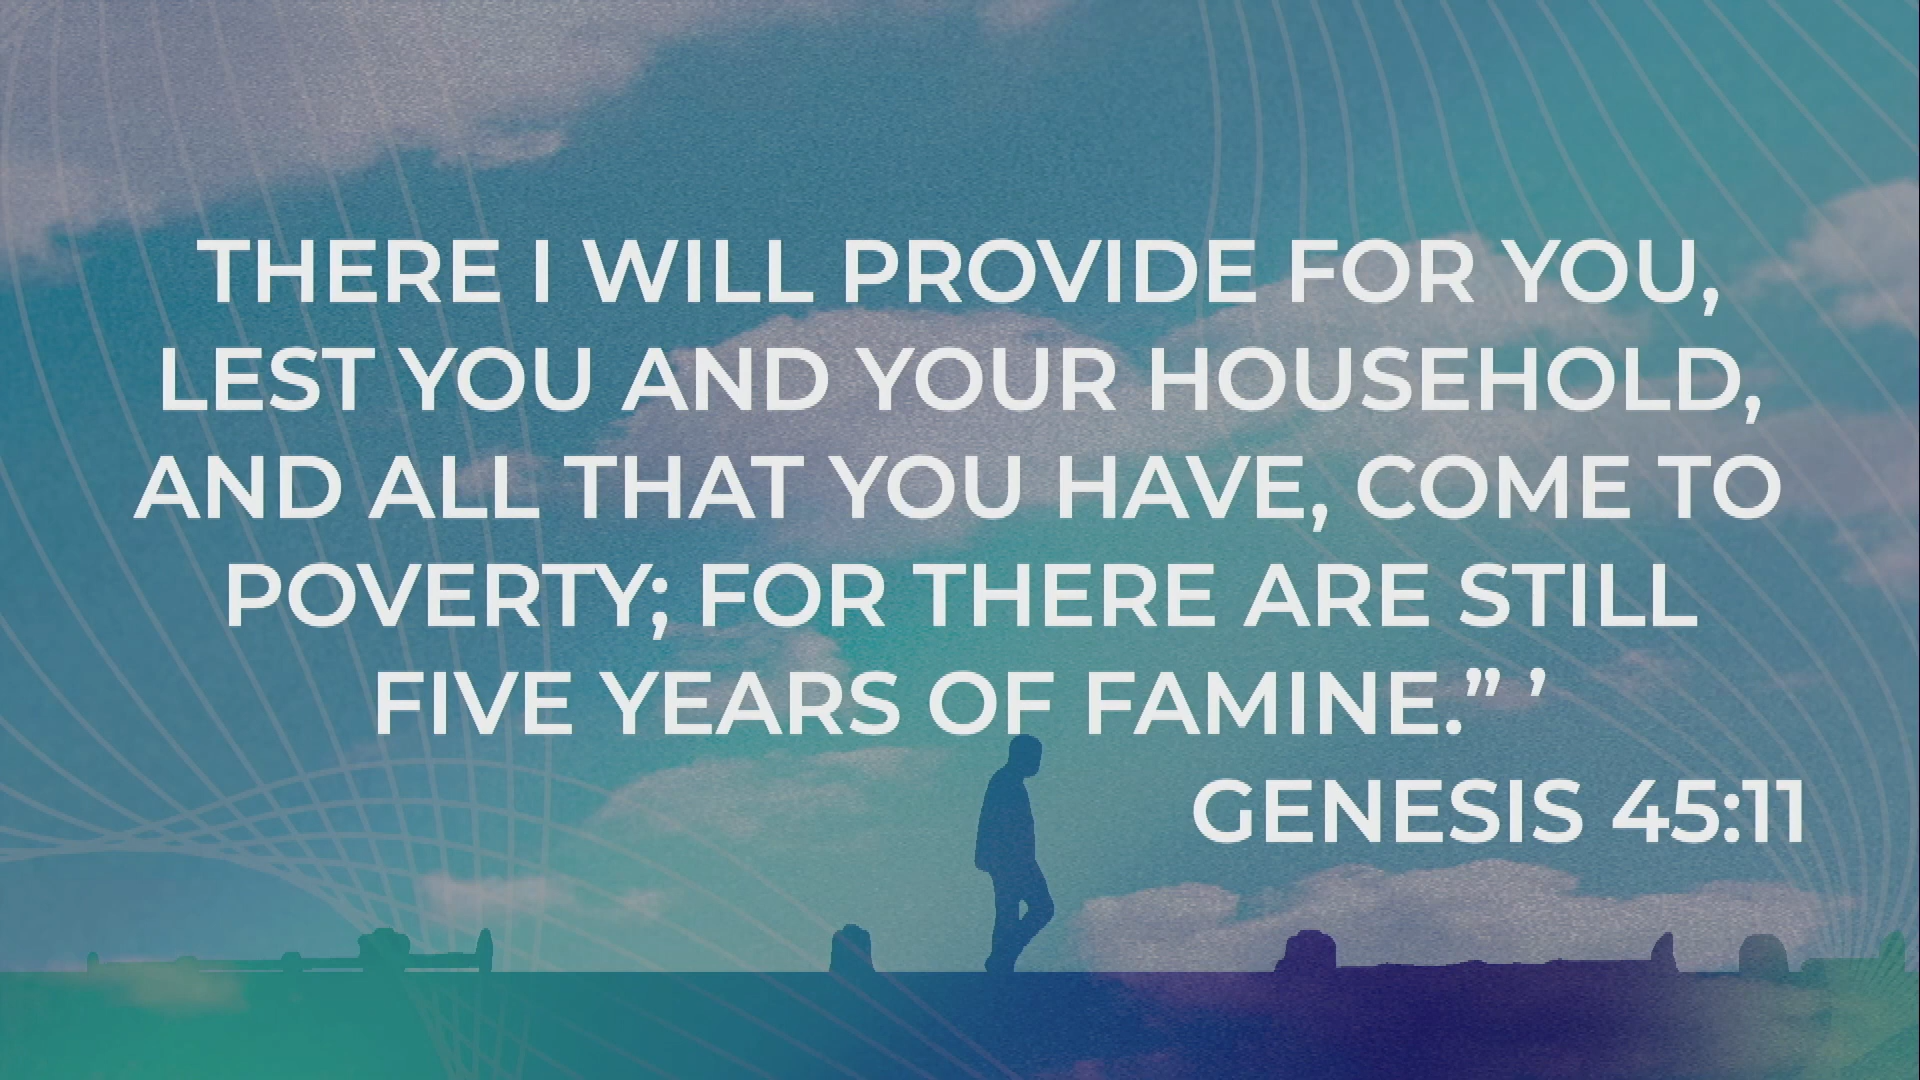 THERE I WILL PROVIDE FOR YOU,
LEST YOU AND YOUR HOUSEHOLD,
AND ALL THAT YOU HAVE, COME TO
POVERTY; FOR THERE ARE STILL
FIVE YEARS OF FAMINE.” ’
GENESIS 45:11